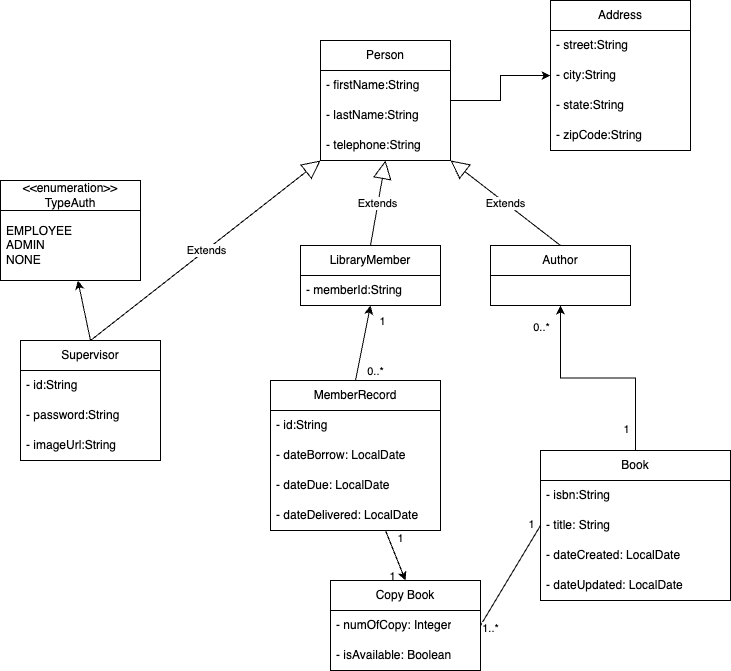 Address
- street:String
- city:String
- state:String
- zipCode:String
Person
- firstName:String
- lastName:String
- telephone:String
<<enumeration>>
TypeAuth
EMPLOYEE
ADMIN
NONE
Extends
Extends
Extends
LibraryMember
- memberId:String
Author
Supervisor
- id:String
- password:String
- imageUrl:String
1
0..*
0..*
1
MemberRecord
- id:String
- dateBorrow: LocalDate
- dateDue: LocalDate
- dateDelivered: LocalDate
Book
- isbn:String
- title: String
- dateCreated: LocalDate
- dateUpdated: LocalDate
1
1
1
1..*
Copy Book
- numOfCopy: Integer
- isAvailable: Boolean